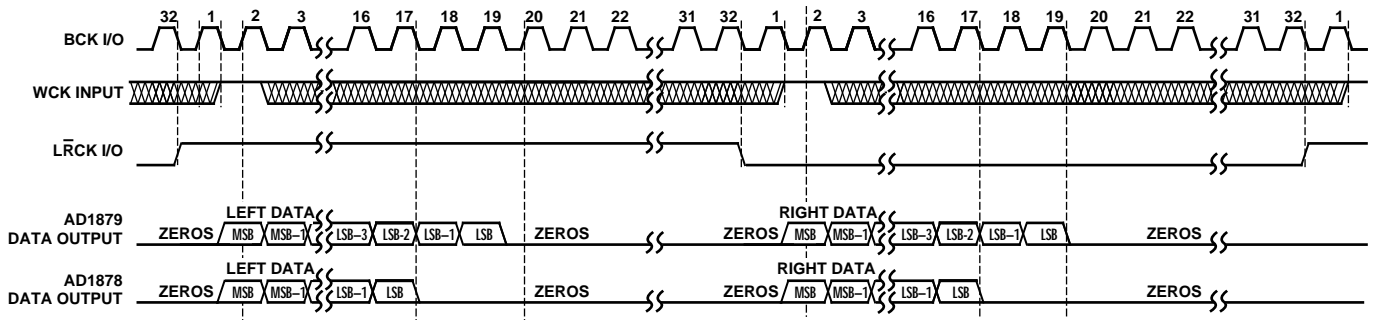 32 1 2 3 16 17 18 19 20 21 22 31 32 1 2 3 16 17 18 19 20 21 22 31 32 1
BCK I/O
WCK INPUT
LR̅CK I/O
LEFT DATA RIGHT DATA
AD1879
DATA OUTPUT
ZEROS MSB MSB–1 LSB–3 LSB-2 LSB–1 LSB ZEROS ZEROS MSB MSB–1 LSB–3 LSB-2 LSB–1 LSB ZEROS
LEFT DATA RIGHT DATA
AD1878
DATA OUTPUT
ZEROS MSB MSB–1 LSB–1 LSB ZEROS ZEROS MSB MSB–1 LSB–1 LSB ZEROS